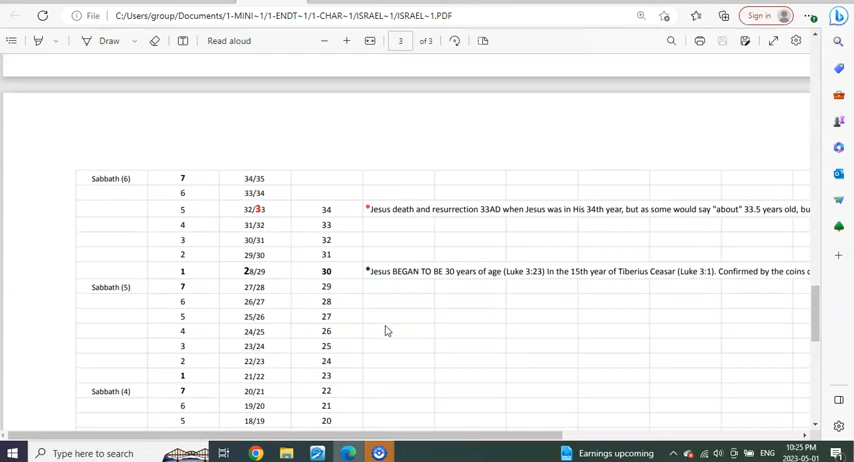 File C:/Users/group/Documents/1-MINI~1/1-ENDT~1/1-CHAR~1/ISRAEL~1/ISRAEL~1.PDF Sign in
Draw Read aloud 3 of 3
Sabbath (6) 7 34/35
6 33/34
5 32/33 34 *Jesus death and resurrection 33AD when Jesus was in His 34th year, but as some would say "about" 33.5 years old, bu
4 31/32 33
3 30/31 32
2 29/30 31
1 28/29 30 *Jesus BEGAN TO BE 30 years of age (Luke 3:23) In the 15th year of Tiberius Ceasar (Luke 3:1). Confirmed by the coins
Sabbath (5) 7 27/28 29
6 26/27 28
5 25/26 27
4 24/25 26
3 23/24 25
2 22/23 24
1 21/22 23
Sabbath (4) 7 20/21 22
6 19/20 21
5 18/19 20
Type here to search Earnings upcoming ENG 10:25 PM
2023-05-01